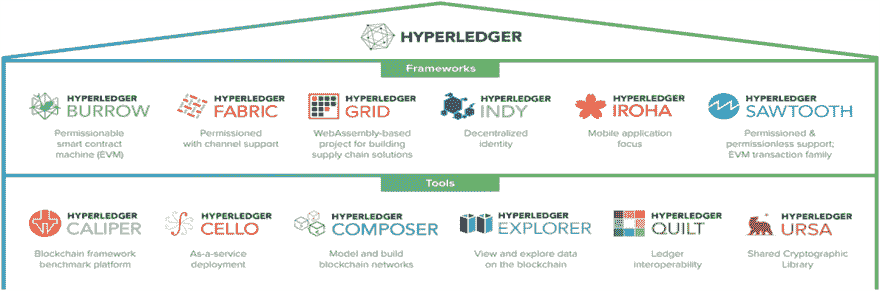 HYPERLEDGER
Frameworks
HYPERLEDGER BURROW
Permissionable
smart contract
machine (EVM)
HYPERLEDGER FABRIC
Permissioned
with channel support
HYPERLEDGER GRID
WebAssembly-based
project for building
supply chain solutions
HYPERLEDGER INDY
Decentralized
identity
HYPERLEDGER IROHA
Mobile application
focus
HYPERLEDGER SAWTOOTH
Permissioned &
permissionless support;
EVM transaction family
Tools
HYPERLEDGER CALIPER
Blockchain framework
benchmark platform
HYPERLEDGER CELLO
As-a-service
deployment
HYPERLEDGER COMPOSER
Model and build
blockchain networks
HYPERLEDGER EXPLORER
View and explore data
on the blockchain
HYPERLEDGER QUILT
Ledger
interoperability
HYPERLEDGER URSA
Shared Cryptographic
Library